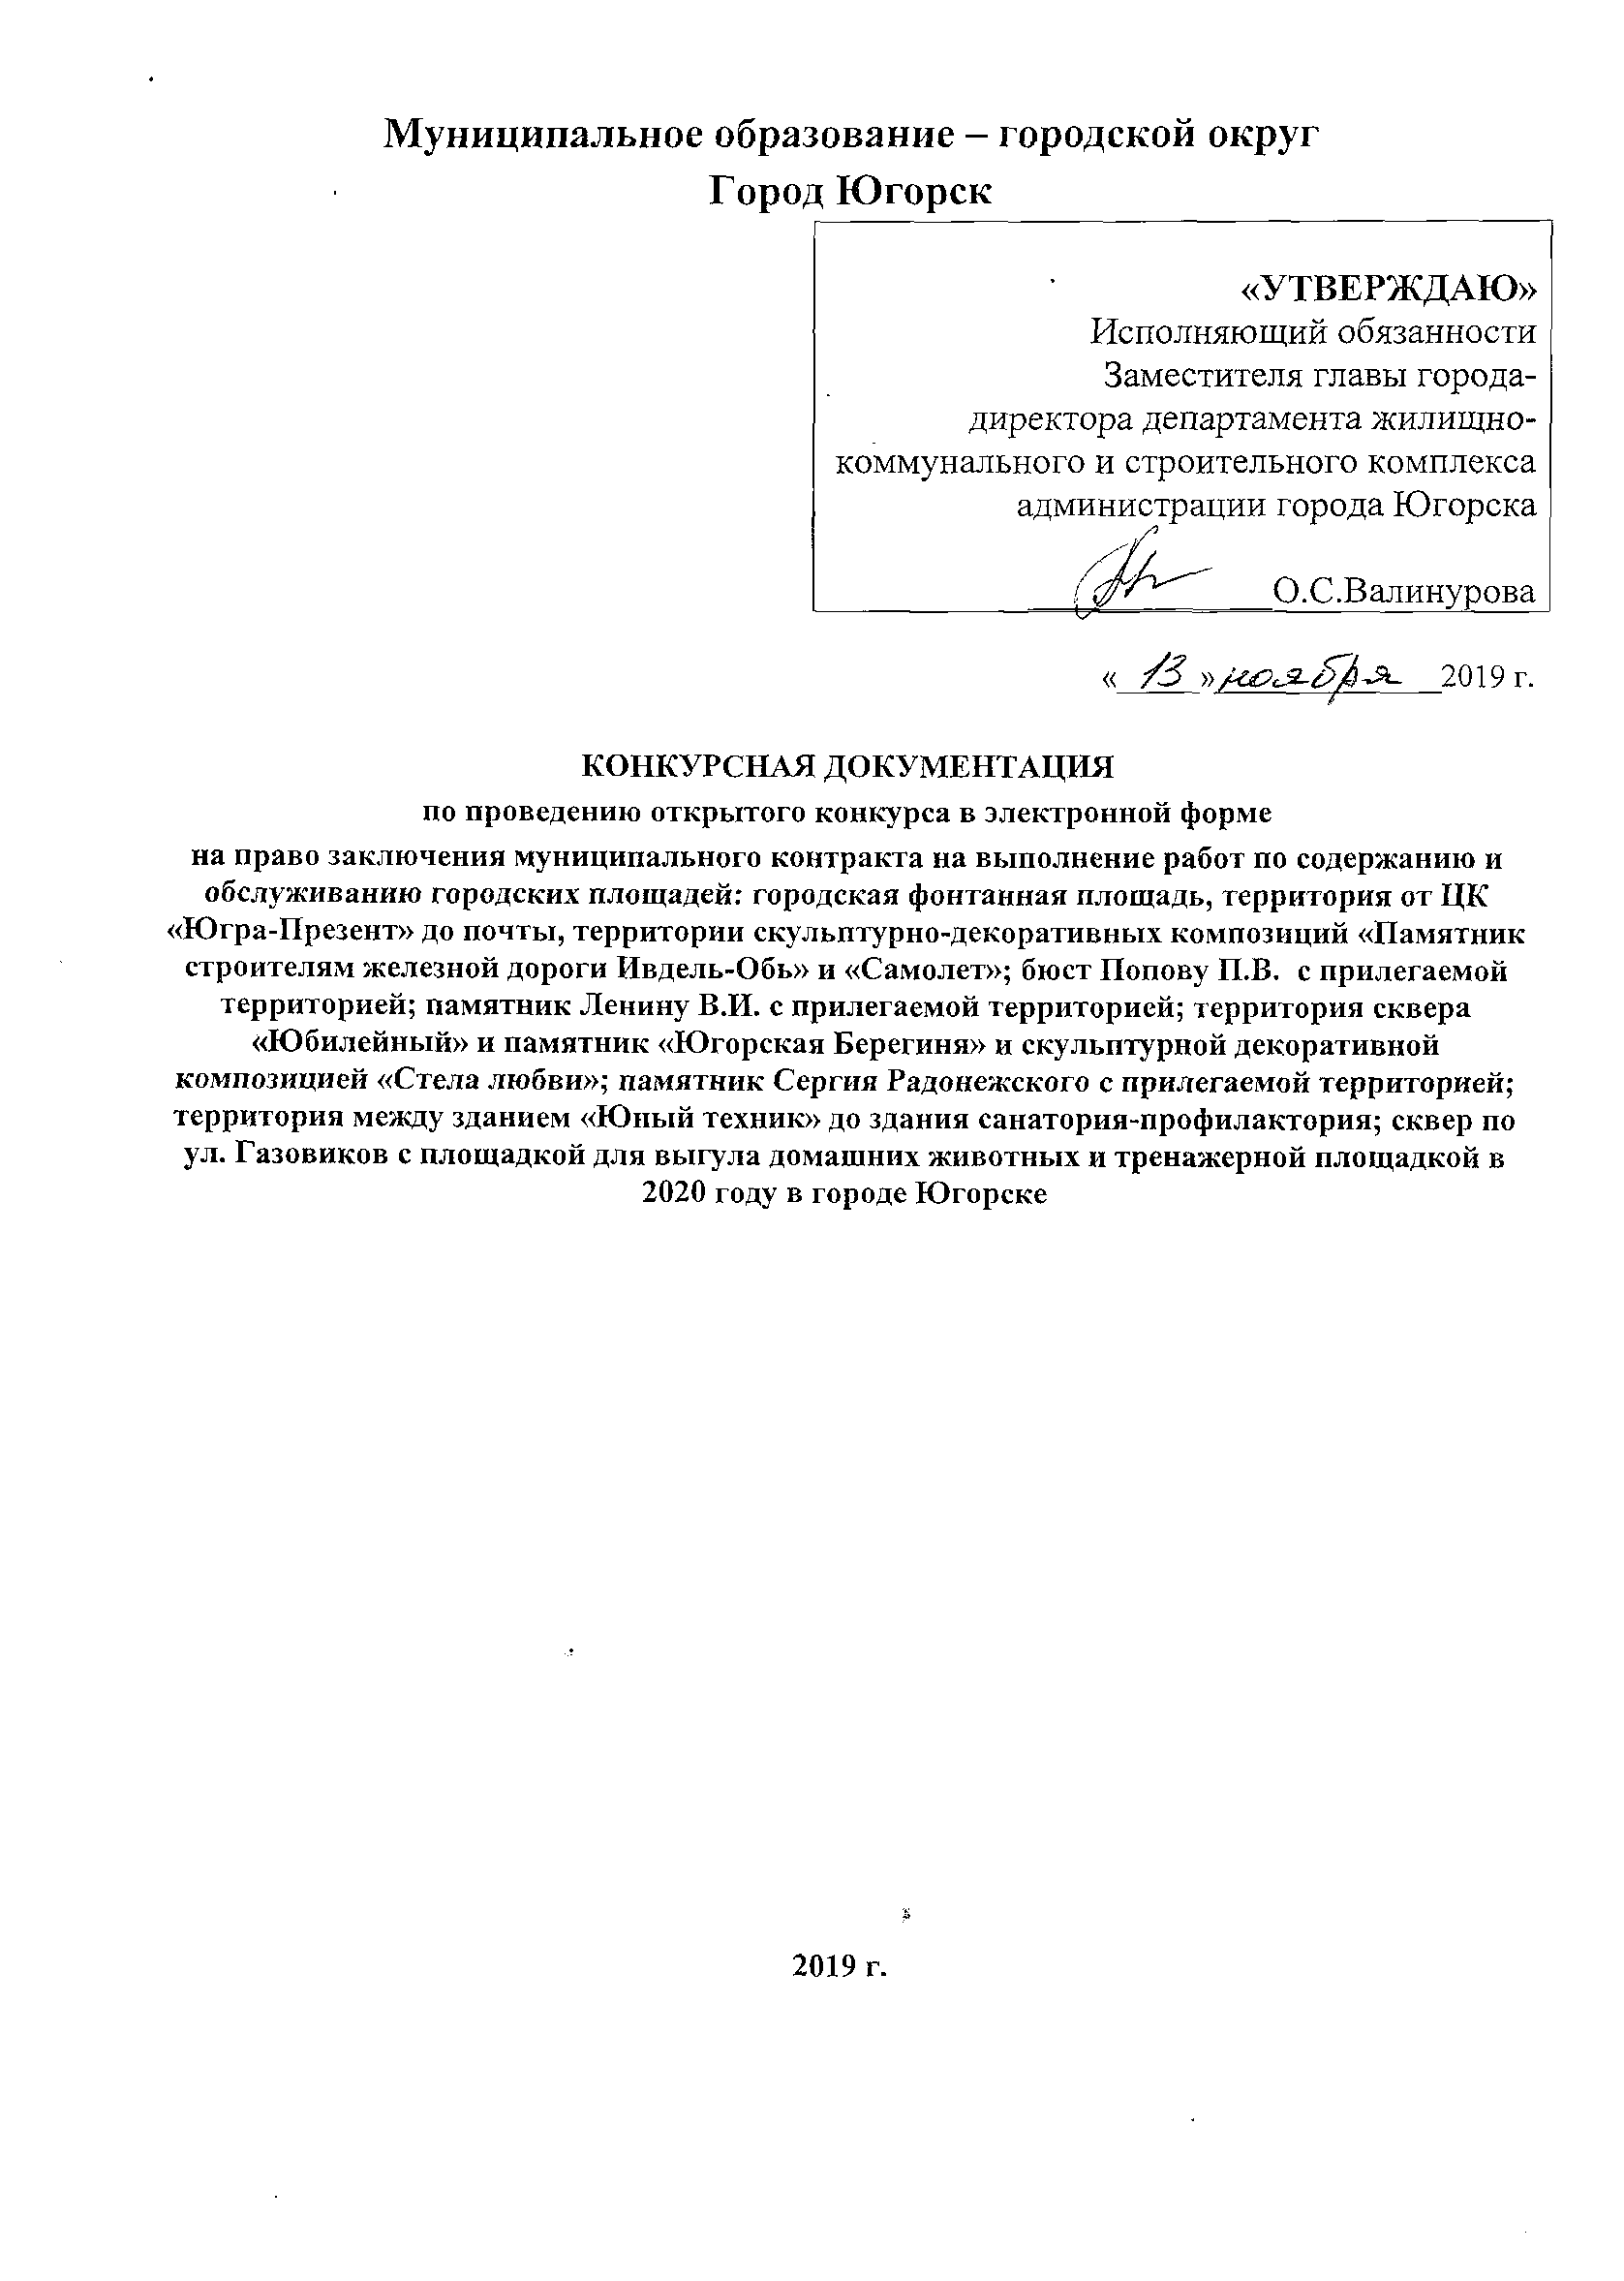 Муниципальное образование – городской округ
Город Югорск
«УТВЕРЖДАЮ»
Исполняющий обязанности
Заместителя главы города-
директора департамента жилищно-
коммунального и строительного комплекса
администрации города Югорска
О.С.Валинурова
« 13 » ноября 2019 г.
КОНКУРСНАЯ ДОКУМЕНТАЦИЯ
по проведению открытого конкурса в электронной форме
на право заключения муниципального контракта на выполнение работ по содержанию и
обслуживанию городских площадей: городская фонтанная площадь, территория от ЦК
«Югра-Презент» до почты, территории скульптурно-декоративных композиций «Памятник
строителям железной дороги Ивдель-Обь» и «Самолет»; бюст Попову П.В. с прилегаемой
территорией; памятник Ленину В.И. с прилегаемой территорией; территория сквера
«Юбилейный» и памятник «Югорская Берегиня» и скульптурной декоративной
композицией «Стела любви»; памятник Сергия Радонежского с прилегаемой территорией;
территория между зданием «Юный техник» до здания санатория-профилактория; сквер по
ул. Газовиков с площадкой для выгула домашних животных и тренажерной площадкой в
2020 году в городе Югорске
2019 г.